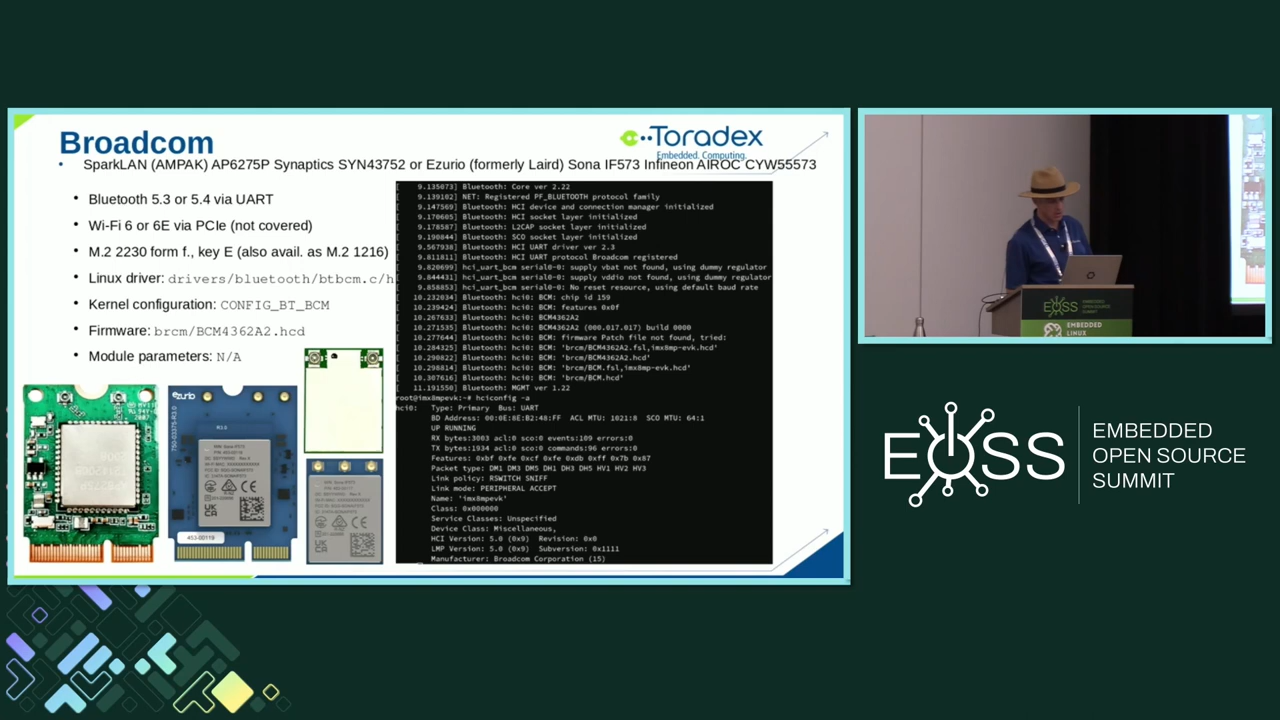 Broadcom
Toradex
Embedded. Computing.
• SparkLAN (AMPAK) AP6275P Synaptics SYN43752 or Ezurio (formerly Laird) Sona IF573 Infineon AIROC CYW55573
• Bluetooth 5.3 or 5.4 via UART
• Wi-Fi 6 or 6E via PCIe (not covered)
• M.2 2230 form f., key E (also avail. as M.2 1216)
• Linux driver: drivers/bluetooth/btbcm.c/h
• Kernel configuration: CONFIG_BT_BCM
• Firmware: brcm/BCM4362A2.hcd
• Module parameters: N/A
[ 9.135073] Bluetooth: Core ver 2.22
[ 9.139102] NET: Registered PF_BLUETOOTH protocol family
[ 9.147569] Bluetooth: HCI device and connection manager initialized
[ 9.170605] Bluetooth: HCI socket layer initialized
[ 9.178587] Bluetooth: L2CAP socket layer initialized
[ 9.190844] Bluetooth: SCO socket layer initialized
[ 9.567938] Bluetooth: HCI UART driver ver 2.3
[ 9.811811] Bluetooth: HCI UART protocol Broadcom registered
[ 9.820699] hci_uart_bcm serial0-0: supply vbat not found, using dummy regulator
[ 9.844431] hci_uart_bcm serial0-0: supply vddio not found, using dummy regulator
[ 9.858853] hci_uart_bcm serial0-0: No reset resource, using default baud rate
[ 10.232034] Bluetooth: hci0: BCM: chip id 159
[ 10.239424] Bluetooth: hci0: BCM: features 0x0f
[ 10.267633] Bluetooth: hci0: BCM4362A2
[ 10.271535] Bluetooth: hci0: BCM4362A2 (000.017.017) build 0000
[ 10.277644] Bluetooth: hci0: BCM: firmware Patch file not found, tried:
[ 10.284325] Bluetooth: hci0: BCM: 'brcm/BCM4362A2.fsl,imx8mp-evk.hcd'
[ 10.290822] Bluetooth: hci0: BCM: 'brcm/BCM4362A2.hcd'
[ 10.298814] Bluetooth: hci0: BCM: 'brcm/BCM.fsl,imx8mp-evk.hcd'
[ 10.307616] Bluetooth: hci0: BCM: 'brcm/BCM.hcd'
[ 11.191550] Bluetooth: MGMT ver 1.22
root@imx8mpevk:~# hciconfig -a
hci0: Type: Primary Bus: UART
BD Address: 00:0E:8E:B2:48:FF ACL MTU: 1021:8 SCO MTU: 64:1
UP RUNNING
RX bytes:3003 acl:0 sco:0 events:109 errors:0
TX bytes:1934 acl:0 sco:0 commands:96 errors:0
Features: 0xbf 0xfe 0xcf 0xfe 0xdb 0xff 0x7b 0x87
Packet type: DM1 DM3 DM5 DH1 DH3 DH5 HV1 HV2 HV3
Link policy: RSWITCH SNIFF
Link mode: PERIPHERAL ACCEPT
Name: 'imx8mpevk'
Class: 0x000000
Service Classes: Unspecified
Device Class: Miscellaneous,
HCI Version: 5.0 (0x9) Revision: 0x0
LMP Version: 5.0 (0x9) Subversion: 0x1111
Manufacturer: Broadcom Corporation (15)
ezurio
453-00119
EOSS
EMBEDDED
LINUX
EOSS
EMBEDDED
OPEN SOURCE
SUMMIT